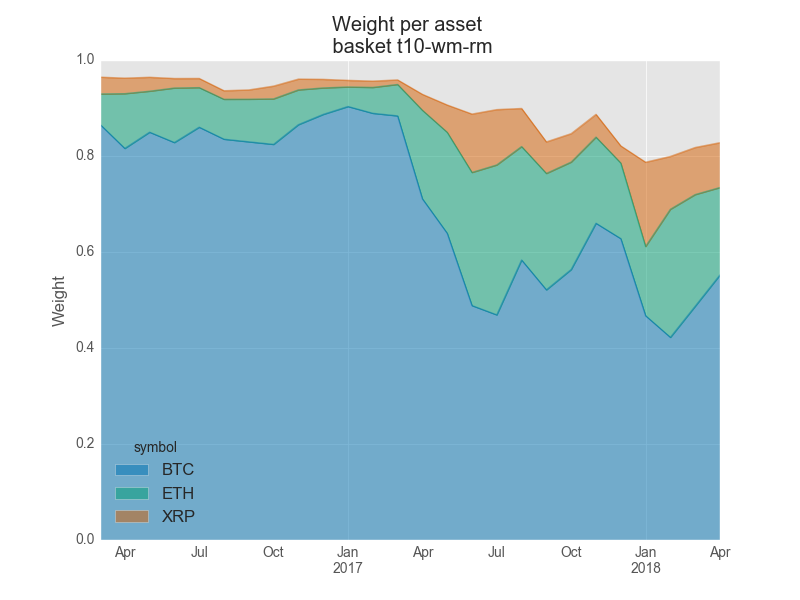 Weight per asset
basket t10-wm-rm
1.0
0.8
0.6
0.4
0.2
0.0
Weight
symbol
BTC
ETH
XRP
Apr Jul Oct Jan Apr Jul Oct Jan Apr
2017 2018